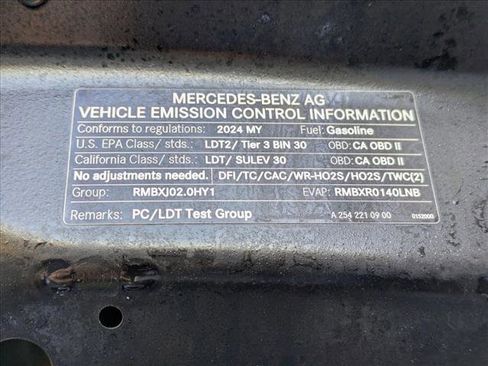 MERCEDES-BENZ AG
VEHICLE EMISSION CONTROL INFORMATION
Conforms to regulations: 2024 MY Fuel: Gasoline
U.S. EPA Class/ stds.: LDT2/ Tier 3 BIN 30 OBD: CA OBD II
California Class/ stds.: LDT/ SULEV 30 OBD: CA OBD II
No adjustments needed. DFI/TC/CAC/WR-HO2S/HO2S/TWC(2)
Group: RMBXJ02.0HY1 EVAP: RMBXR0140LNB
Remarks: PC/LDT Test Group A 254 221 09 00